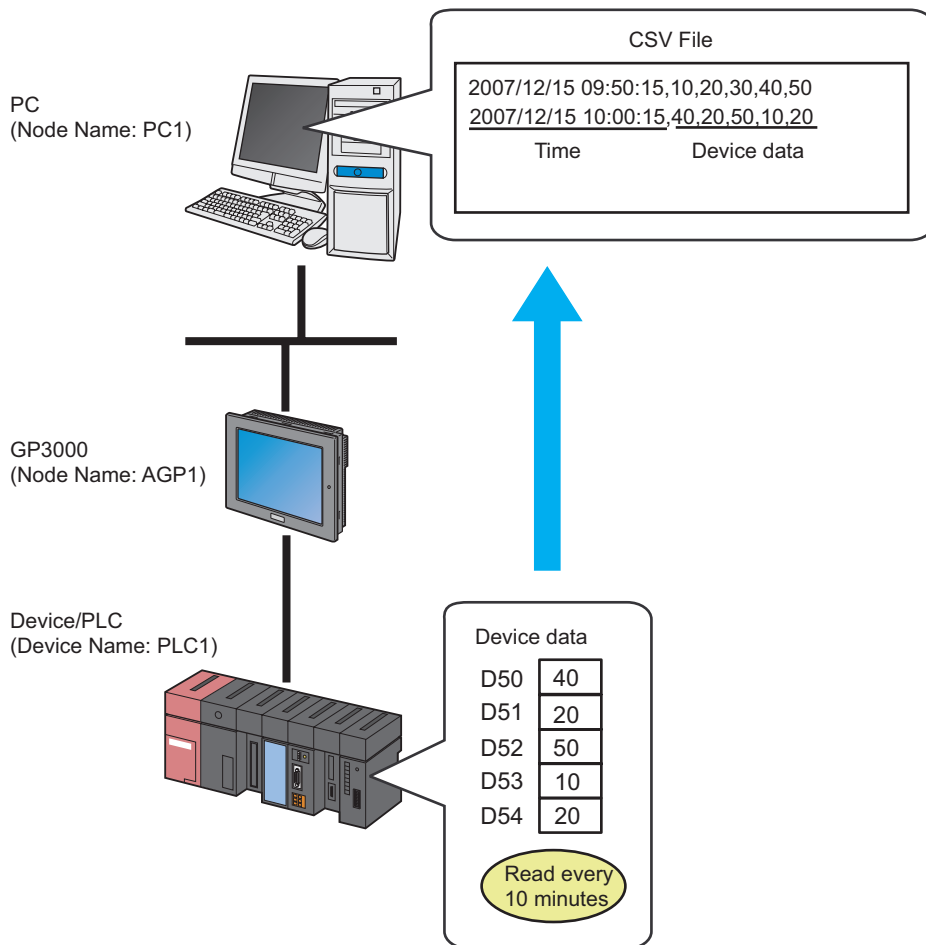 CSV File
2007/12/15 09:50:15,10,20,30,40,50
2007/12/15 10:00:15,40,20,50,10,20
Time Device data
PC
(Node Name: PC1)
GP3000
(Node Name: AGP1)
Device/PLC
(Device Name: PLC1)
Device data
D50 40
D51 20
D52 50
D53 10
D54 20
Read every
10 minutes